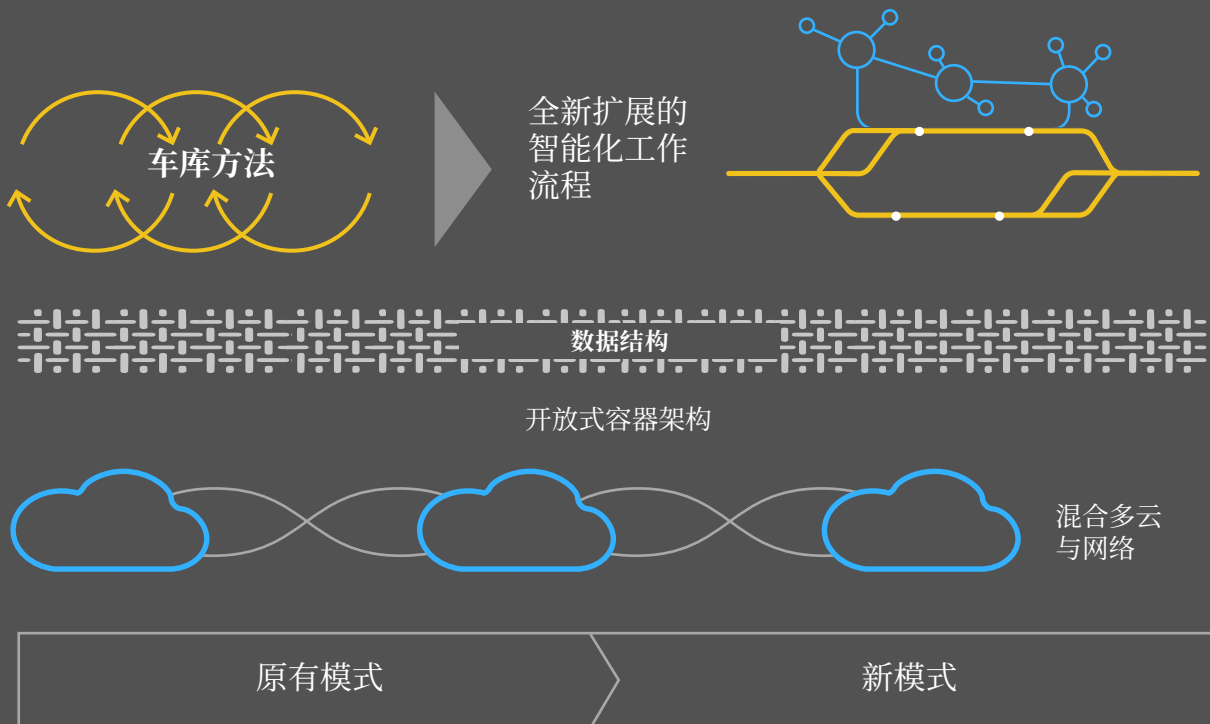 车库方法
全新扩展的
智能化工作
流程
数据结构
开放式容器架构
混合多云
与网络
原有模式
新模式